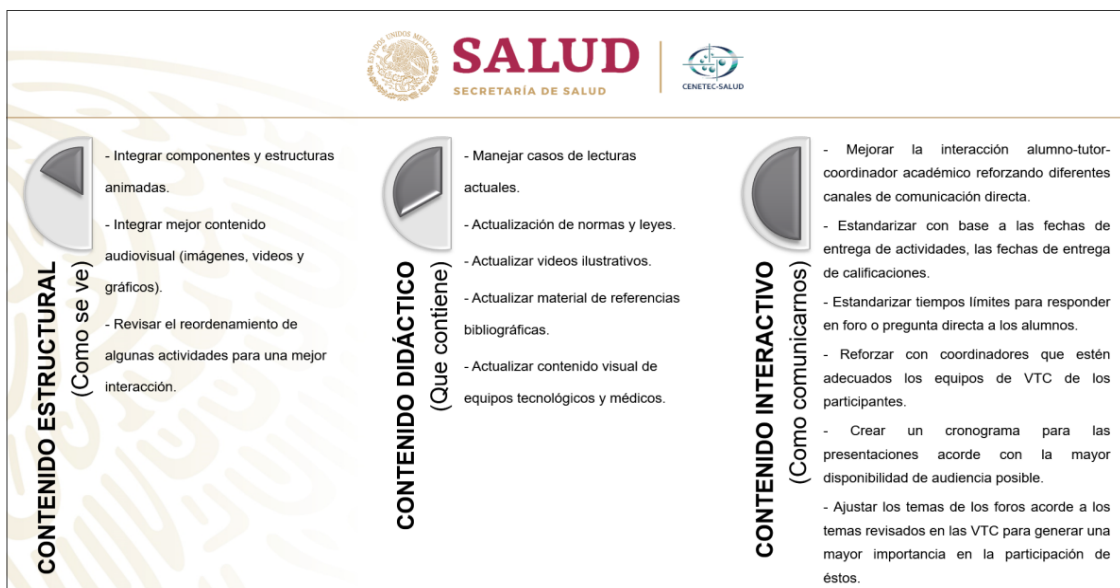 ESTADOS UNIDOS MEXICANOS
SALUD
SECRETARÍA DE SALUD
CENETEC-SALUD
CONTENIDO ESTRUCTURAL
(Como se ve)
- Integrar componentes y estructuras
animadas.
- Integrar mejor contenido
audiovisual (imágenes, videos y
gráficos).
- Revisar el reordenamiento de
algunas actividades para una mejor
interacción.
CONTENIDO DIDÁCTICO
(Que contiene)
- Manejar casos de lecturas
actuales.
- Actualización de normas y leyes.
- Actualizar videos ilustrativos.
- Actualizar material de referencias
bibliográficas.
- Actualizar contenido visual de
equipos tecnológicos y médicos.
CONTENIDO INTERACTIVO
(Como comunicarnos)
- Mejorar la interacción alumno-tutor-
coordinador académico reforzando diferentes
canales de comunicación directa.
- Estandarizar con base a las fechas de
entrega de actividades, las fechas de entrega
de calificaciones.
- Estandarizar tiempos límites para responder
en foro o pregunta directa a los alumnos.
- Reforzar con coordinadores que estén
adecuados los equipos de VTC de los
participantes.
- Crear un cronograma para las
presentaciones acorde con la mayor
disponibilidad de audiencia posible.
- Ajustar los temas de los foros acorde a los
temas revisados en las VTC para generar una
mayor importancia en la participación de
éstos.